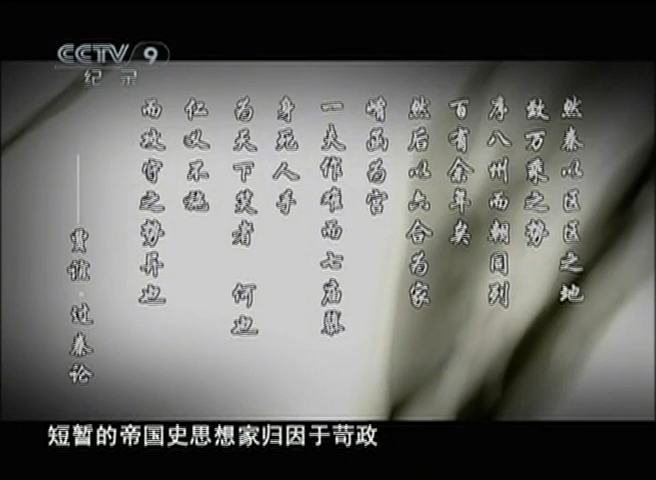 CCTV 9
纪录
然秦以区区之地
致万乘之势
序八州而朝同列
百有余年矣
然后以六合为家
崤函为宫
一夫作难而七庙隳
身死人手
为天下笑者 何也
仁义不施
而攻守之势异也
——贾谊·过秦论
短暂的帝国史思想家归因于苛政